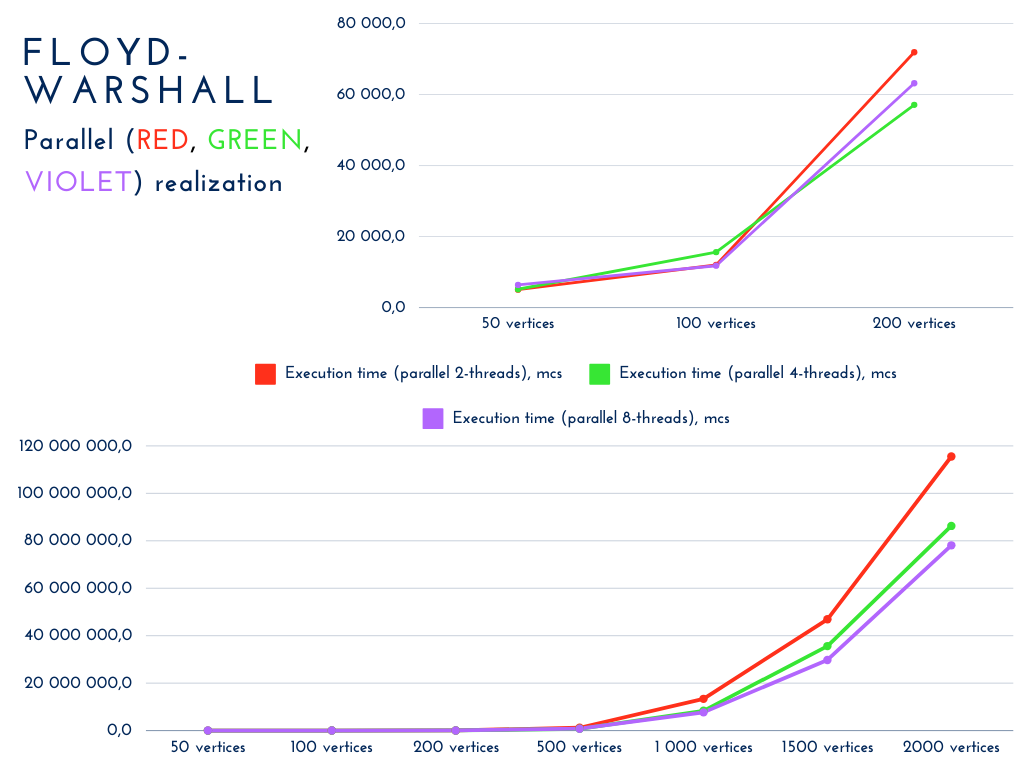 FLOYD-
WARSHALL
Parallel (RED, GREEN,
VIOLET) realization
80 000,0
60 000,0
40 000,0
20 000,0
0,0
50 vertices
100 vertices
200 vertices
Execution time (parallel 2-threads), mcs
Execution time (parallel 4-threads), mcs
Execution time (parallel 8-threads), mcs
120 000 000,0
100 000 000,0
80 000 000,0
60 000 000,0
40 000 000,0
20 000 000,0
0,0
50 vertices
100 vertices
200 vertices
500 vertices
1 000 vertices
1500 vertices
2000 vertices